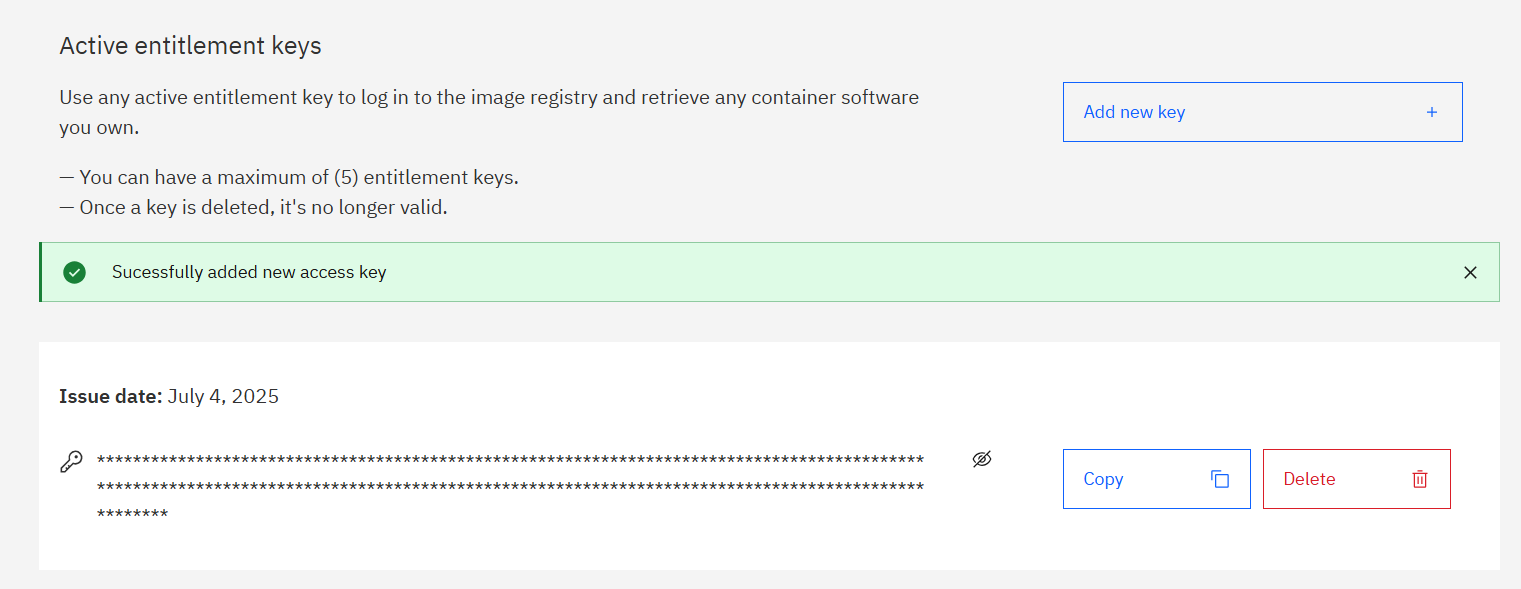 Active entitlement keys
Use any active entitlement key to log in to the image registry and retrieve any container software
you own.
Add new key +
— You can have a maximum of (5) entitlement keys.
— Once a key is deleted, it's no longer valid.
Sucessfully added new access key
Issue date: July 4, 2025
********************************************************************************************
********************************************************************************************
********
Copy
Delete